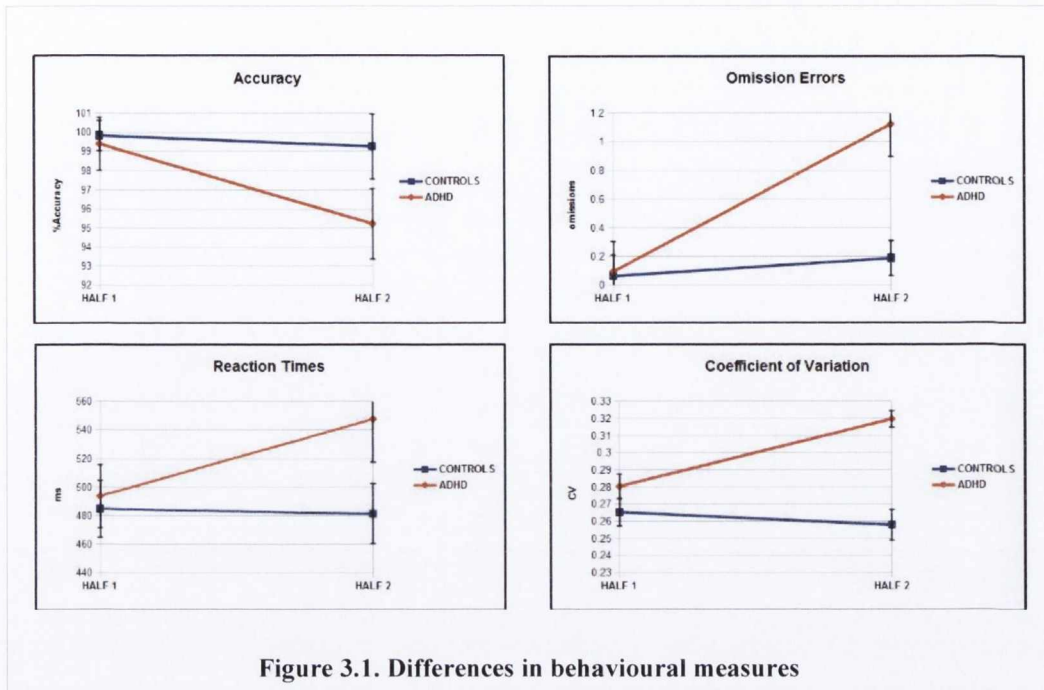 Accuracy
%Accuracy
101
100
99
98
97
96
95
94
93
92
HALF 1
HALF 2
CONTROLS
ADHD
Omission Errors
omissions
1.2
1
0.8
0.6
0.4
0.2
0
HALF 1
HALF 2
CONTROLS
ADHD
Reaction Times
ms
560
540
520
500
480
460
440
HALF 1
HALF 2
CONTROLS
ADHD
Coefficient of Variation
CV
0.33
0.32
0.31
0.3
0.29
0.28
0.27
0.26
0.25
0.24
0.23
HALF 1
HALF 2
CONTROLS
ADHD
Figure 3.1. Differences in behavioural measures